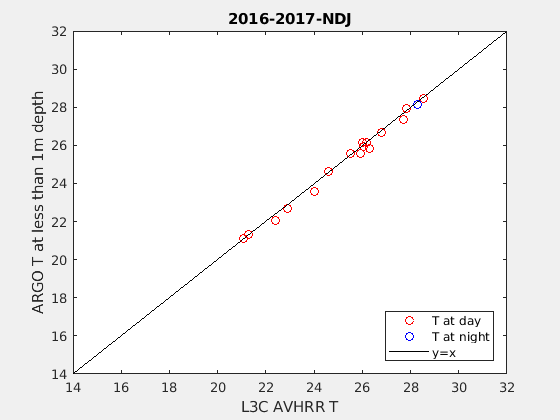 2016-2017-NDJ
ARGO T at less than 1m depth
32
30
28
26
24
22
20
18
16
14
14 16 18 20 22 24 26 28 30 32
L3C AVHRR T
T at day
T at night
y=x